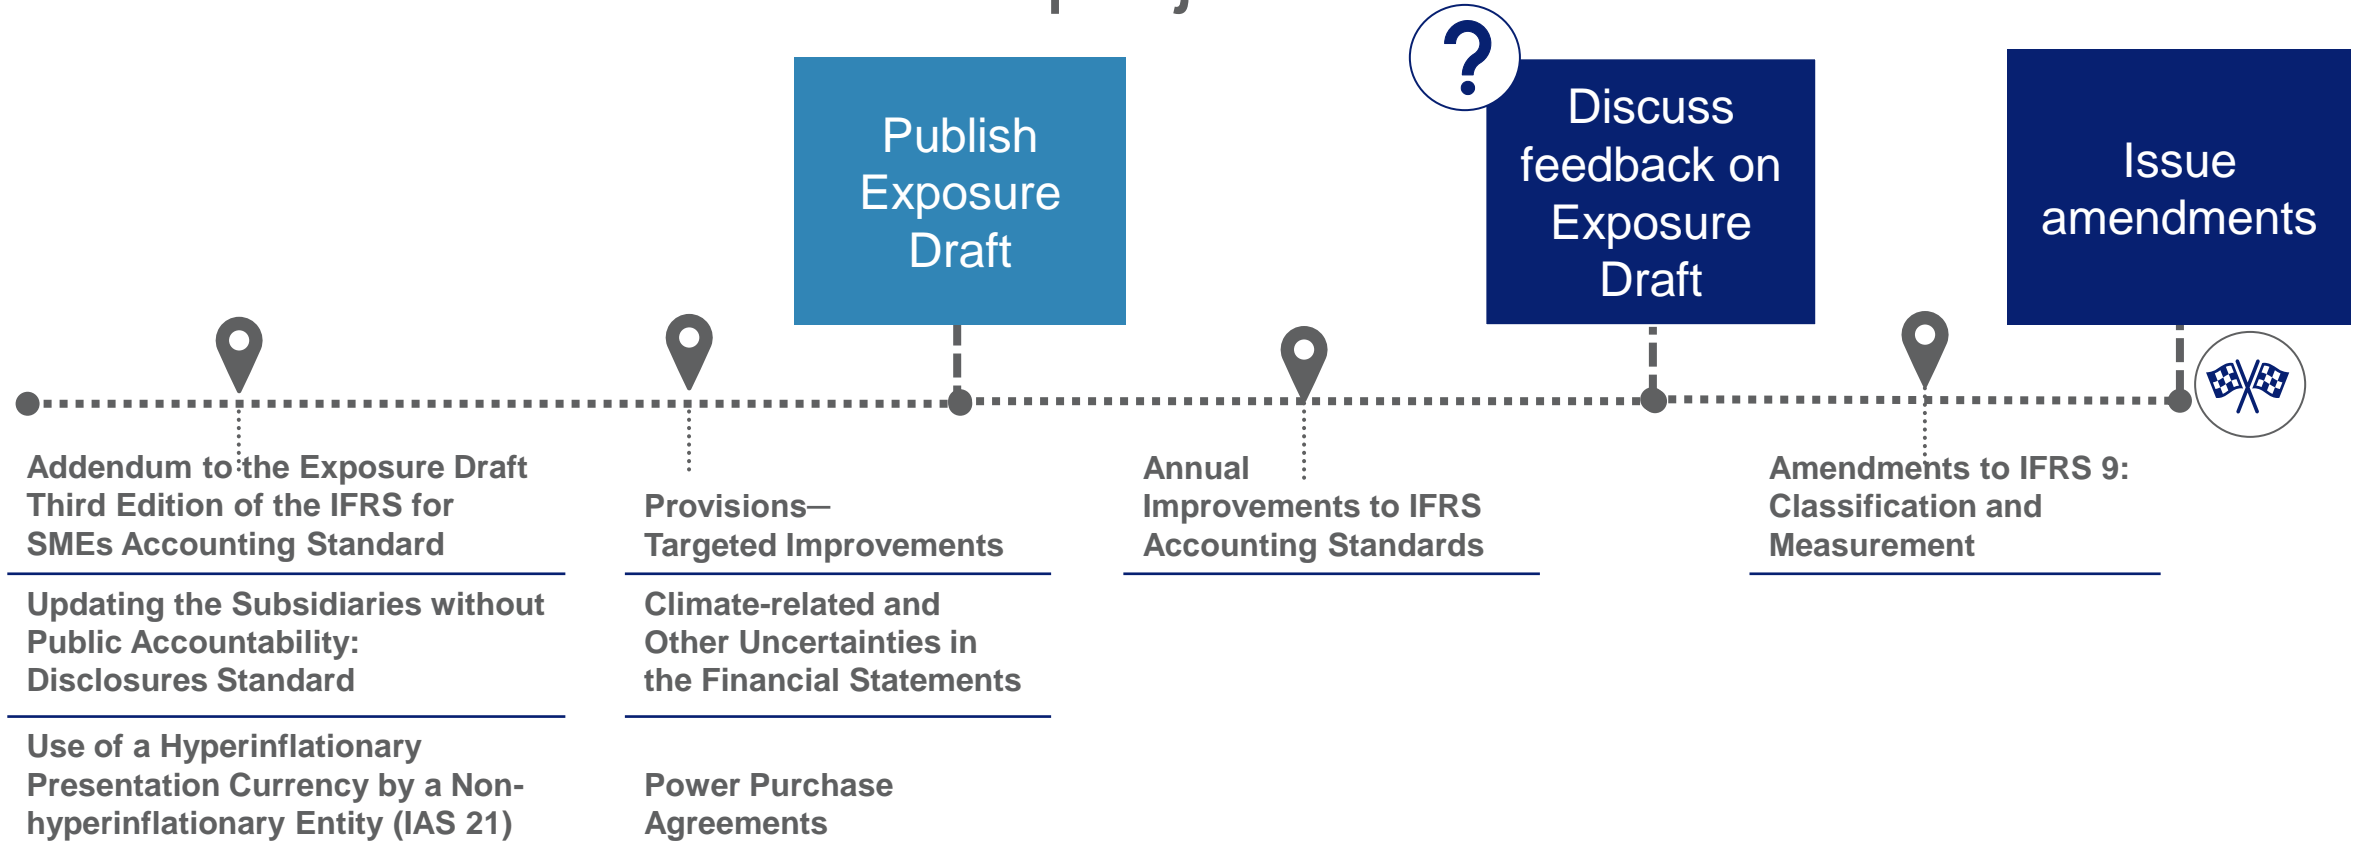 Publish
Exposure
Draft
?
Discuss
feedback on
Exposure
Draft
Issue
amendments
Addendum to the Exposure Draft
Third Edition of the IFRS for
SMEs Accounting Standard
Updating the Subsidiaries without
Public Accountability:
Disclosures Standard
Use of a Hyperinflationary
Presentation Currency by a Non-
hyperinflationary Entity (IAS 21)
Provisions—
Targeted Improvements
Climate-related and
Other Uncertainties in
the Financial Statements
Power Purchase
Agreements
Annual
Improvements to IFRS
Accounting Standards
Amendments to IFRS 9:
Classification and
Measurement